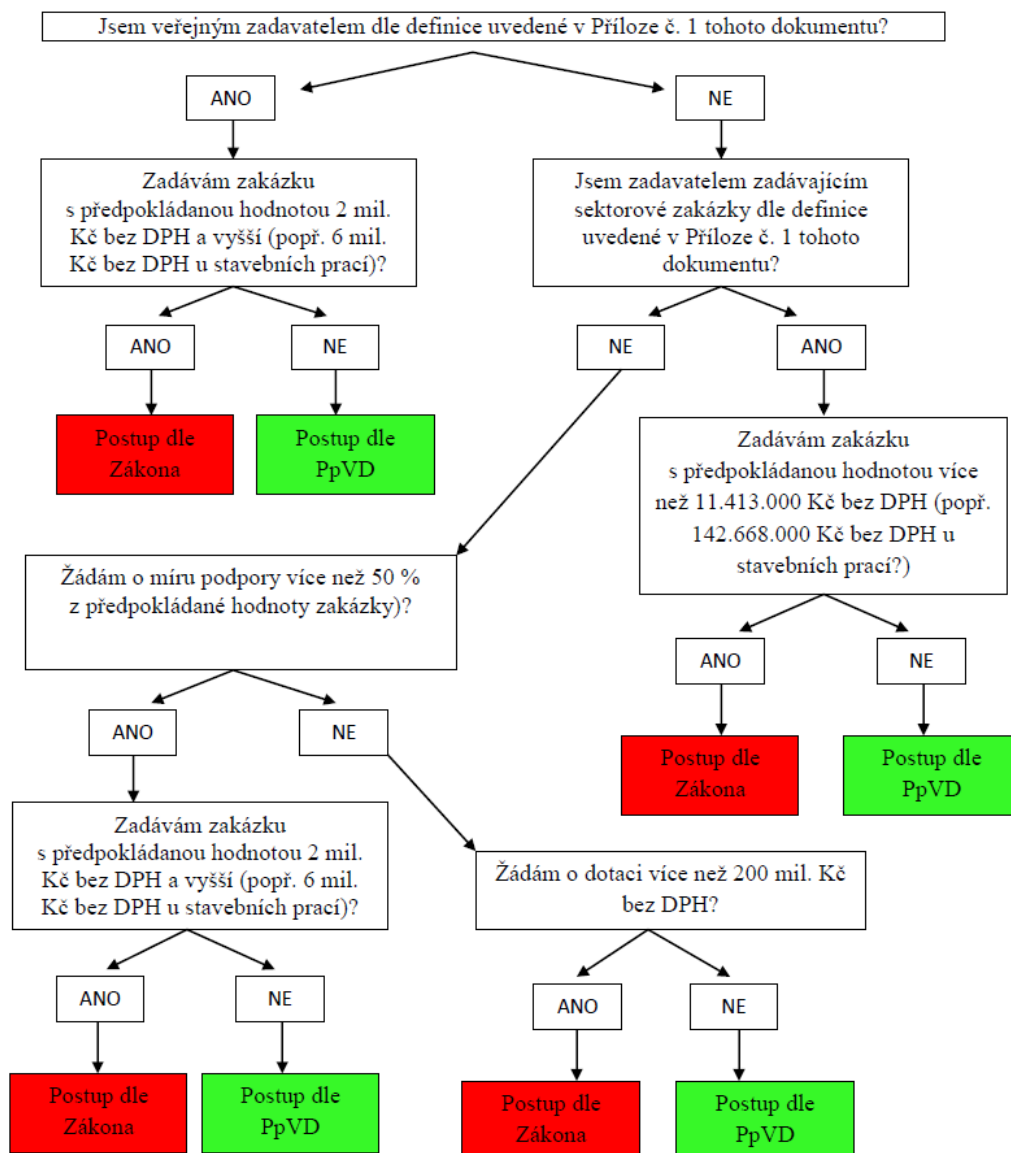 Jsem veřejným zadavatelem dle definice uvedené v Příloze č. 1 tohoto dokumentu?
ANO
NE
Zadávám zakázku
s předpokládanou hodnotou 2 mil.
Kč bez DPH a vyšší (popř. 6 mil.
Kč bez DPH u stavebních prací)?
Jsem zadavatelem zadávajícím
sektorové zakázky dle definice
uvedené v Příloze č. 1 tohoto
dokumentu?
ANO
NE
NE
ANO
Postup dle
Zákona
Postup dle
PpVD
Zadávám zakázku
s předpokládanou hodnotou více
než 11.413.000 Kč bez DPH (popř.
142.668.000 Kč bez DPH u
stavebních prací?)
Žádám o míru podpory více než 50 %
z předpokládané hodnoty zakázky)?
ANO
NE
ANO
NE
Postup dle
Zákona
Postup dle
PpVD
Zadávám zakázku
s předpokládanou hodnotou 2 mil.
Kč bez DPH a vyšší (popř. 6 mil.
Kč bez DPH u stavebních prací)?
Žádám o dotaci více než 200 mil. Kč
bez DPH?
ANO
NE
ANO
NE
Postup dle
Zákona
Postup dle
PpVD
Postup dle
Zákona
Postup dle
PpVD